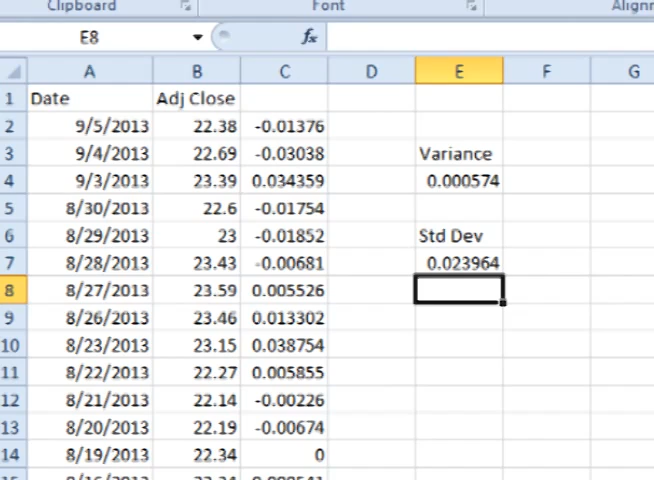 Clipboard Font Alignm
E8 fx
A B C D E F G
1 Date Adj Close
2 9/5/2013 22.38 -0.01376
3 9/4/2013 22.69 -0.03038 Variance
4 9/3/2013 23.39 0.034359 0.000574
5 8/30/2013 22.6 -0.01754
6 8/29/2013 23 -0.01852 Std Dev
7 8/28/2013 23.43 -0.00681 0.023964
8 8/27/2013 23.59 0.005526
9 8/26/2013 23.46 0.013302
10 8/23/2013 23.15 0.038754
11 8/22/2013 22.27 0.005855
12 8/21/2013 22.14 -0.00226
13 8/20/2013 22.19 -0.00674
14 8/19/2013 22.34 0